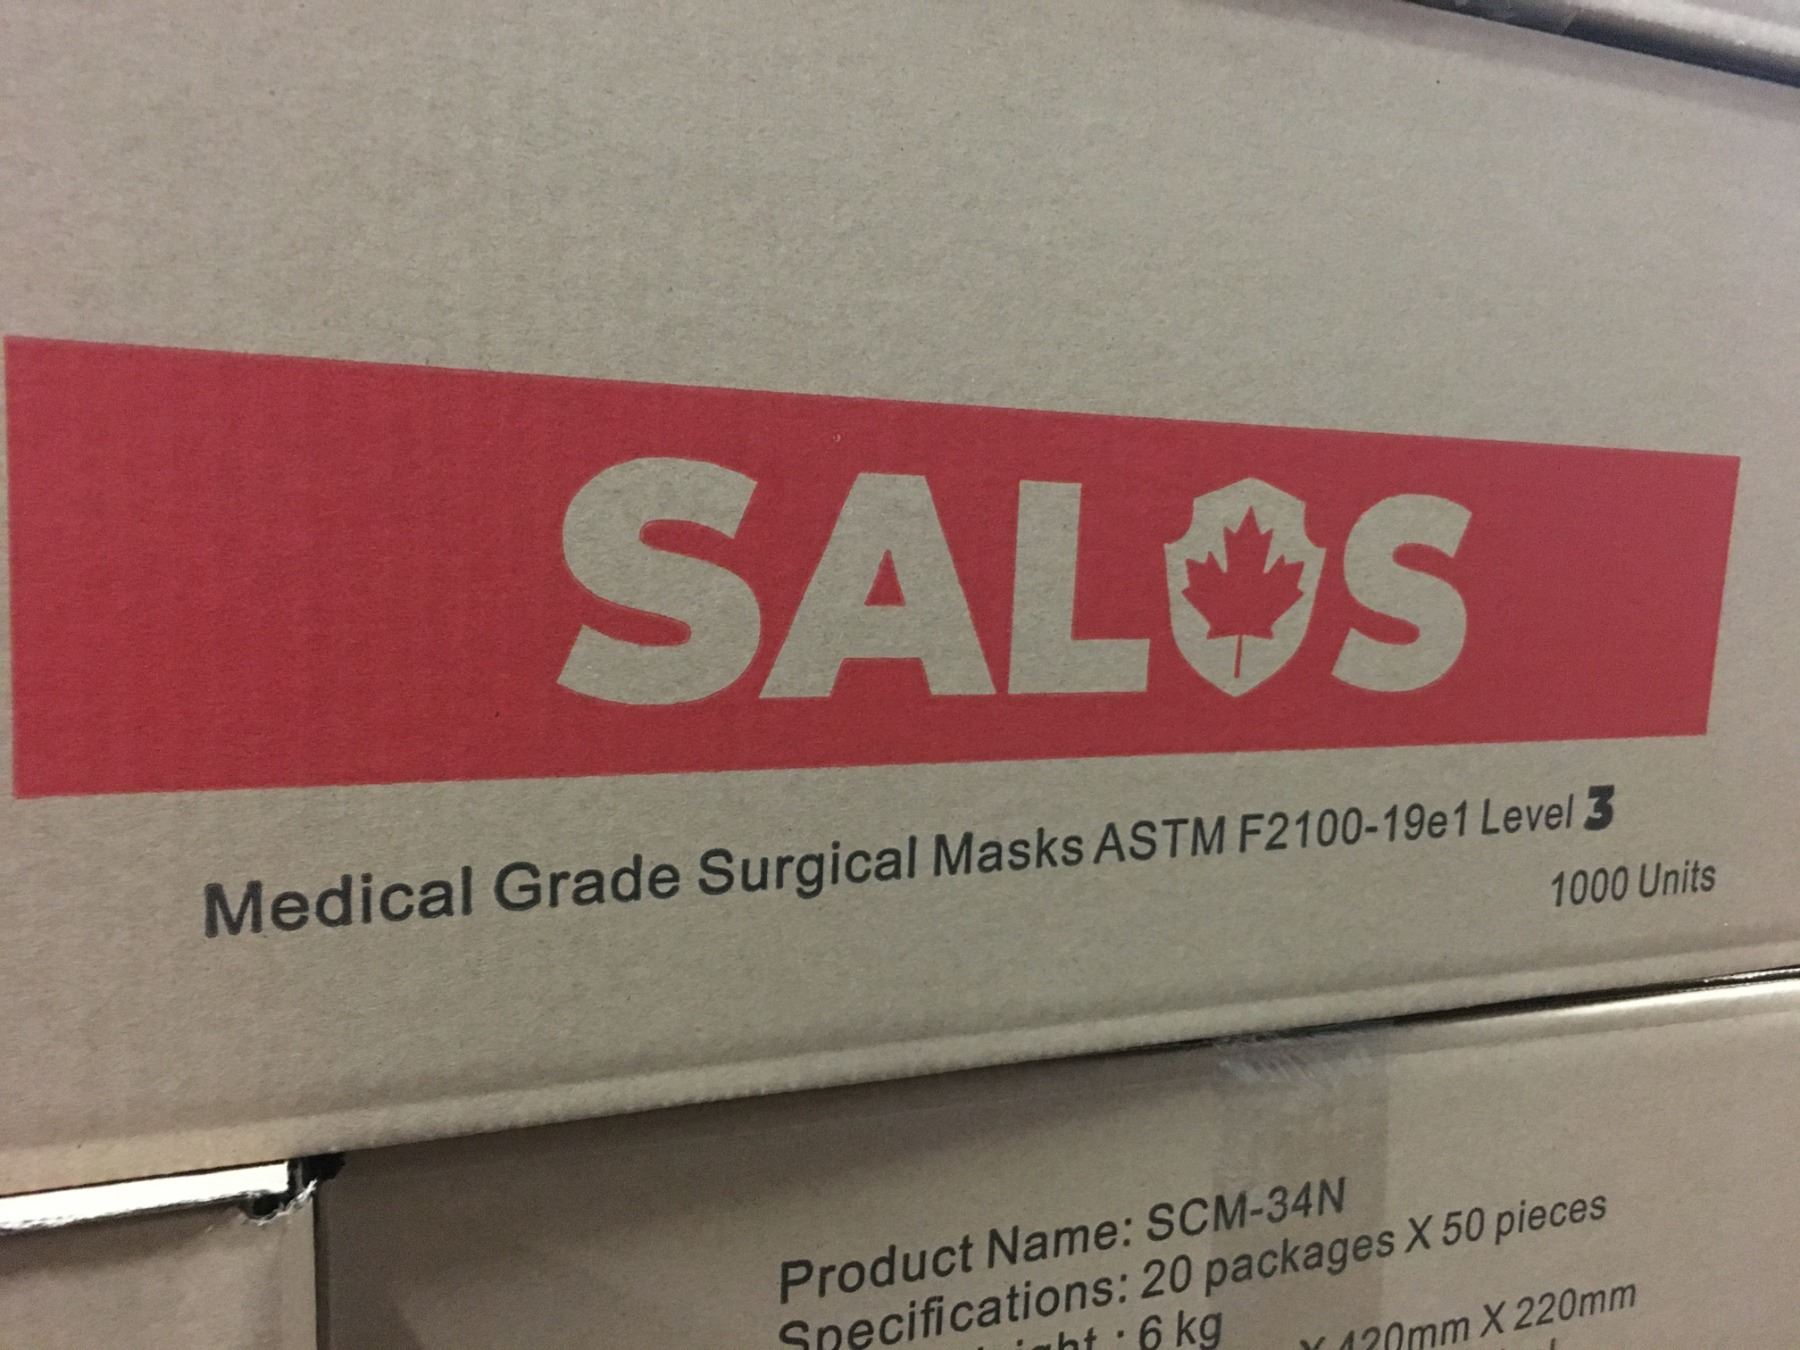 SALOS
Medical Grade Surgical Masks ASTM F2100-19e1 Level 3
1000 Units
Product Name: SCM-34N
Specifications: 20 packages X 50 pieces
: 6 kg
X 420mm X 220mm